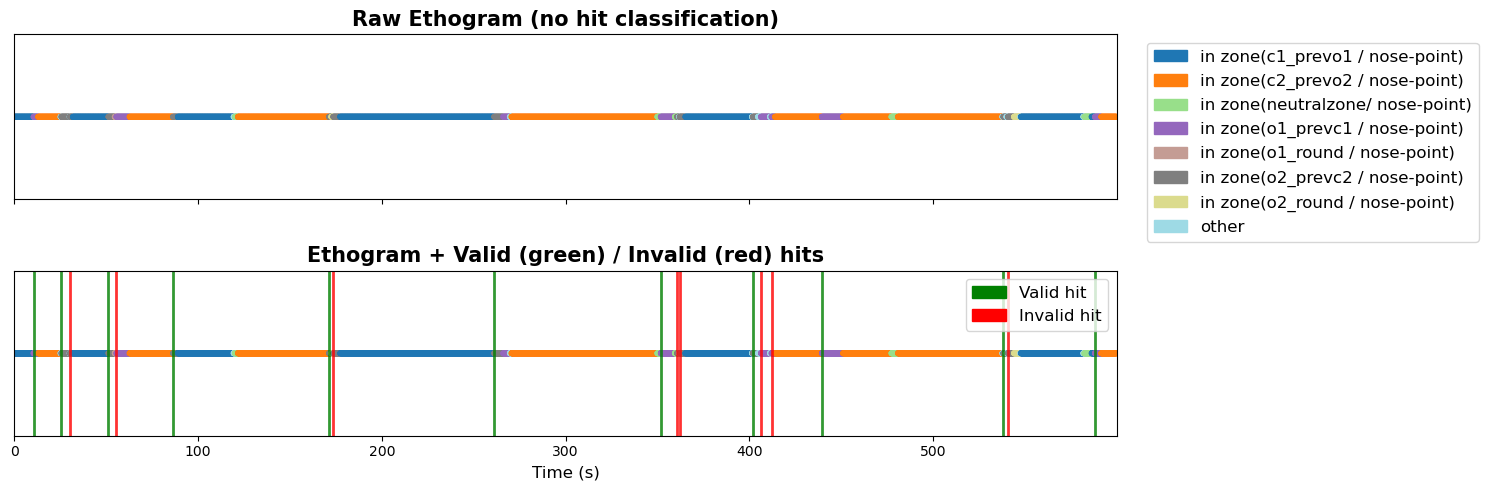 Raw Ethogram (no hit classification)
in zone(c1_prevo1 / nose-point)
in zone(c2_prevo2 / nose-point)
in zone(neutralzone/ nose-point)
in zone(o1_prevc1 / nose-point)
in zone(o1_round / nose-point)
in zone(o2_prevc2 / nose-point)
in zone(o2_round / nose-point)
other
Ethogram + Valid (green) / Invalid (red) hits
Valid hit
Invalid hit
0 100 200 300 400 500
Time (s)